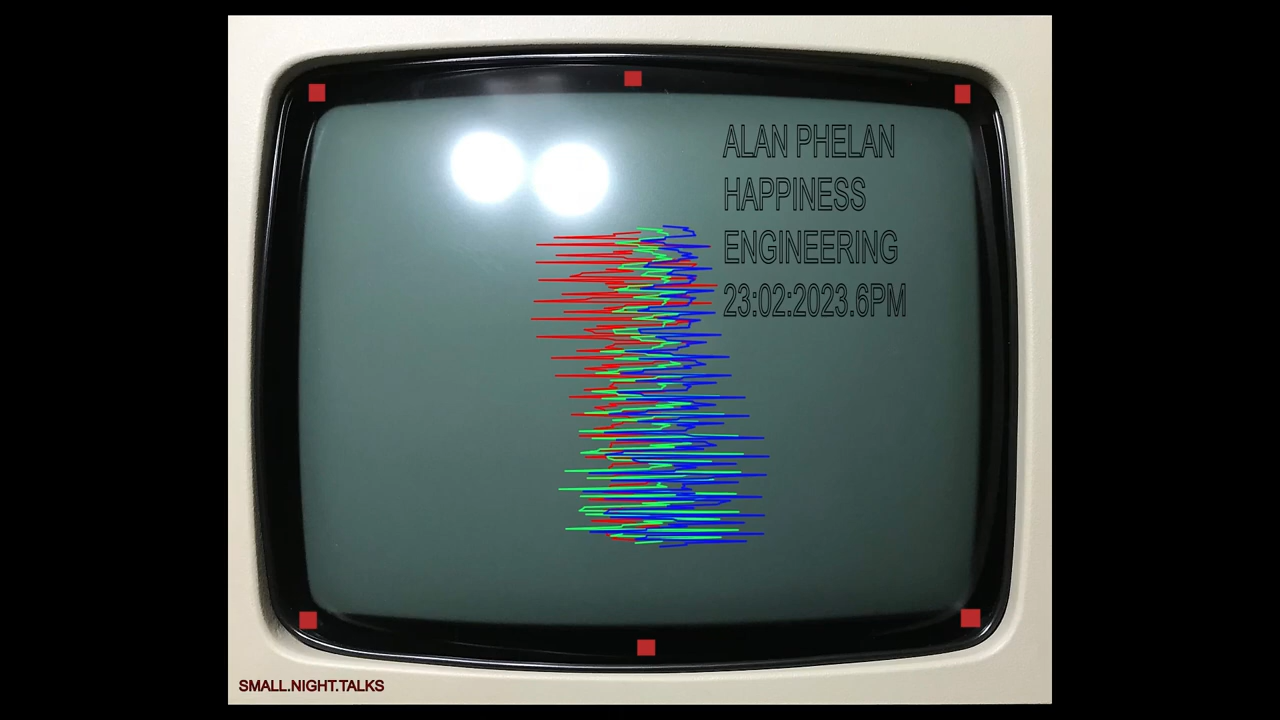 ALAN PHELAN
HAPPINESS
ENGINEERING
23:02:2023.6PM
SMALL.NIGHT.TALKS